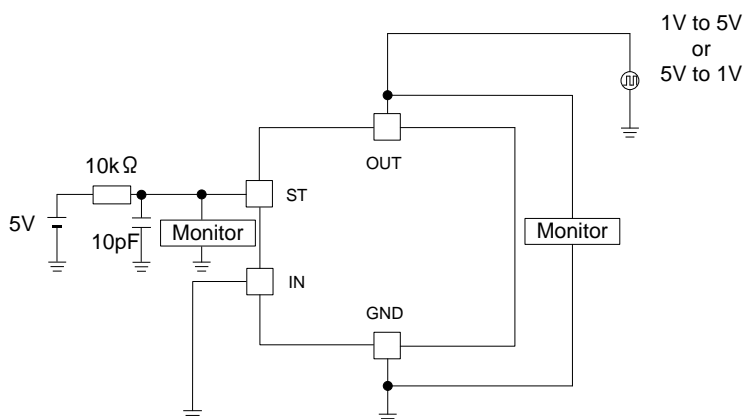 1V to 5V
or
5V to 1V
OUT
10kΩ
ST
5V
10pF
Monitor
Monitor
IN
GND